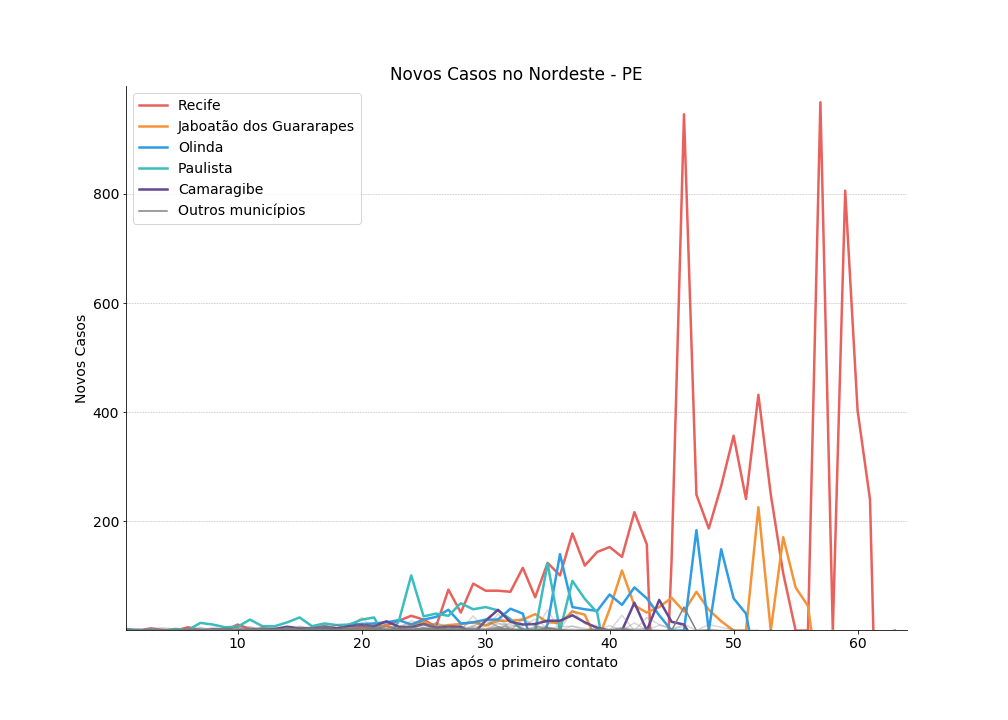 Novos Casos no Nordeste - PE
Recife
Jaboatão dos Guararapes
Olinda
Paulista
Camaragibe
Outros municípios
800
600
400
200
Novos Casos
10 20 30 40 50 60
Dias após o primeiro contato